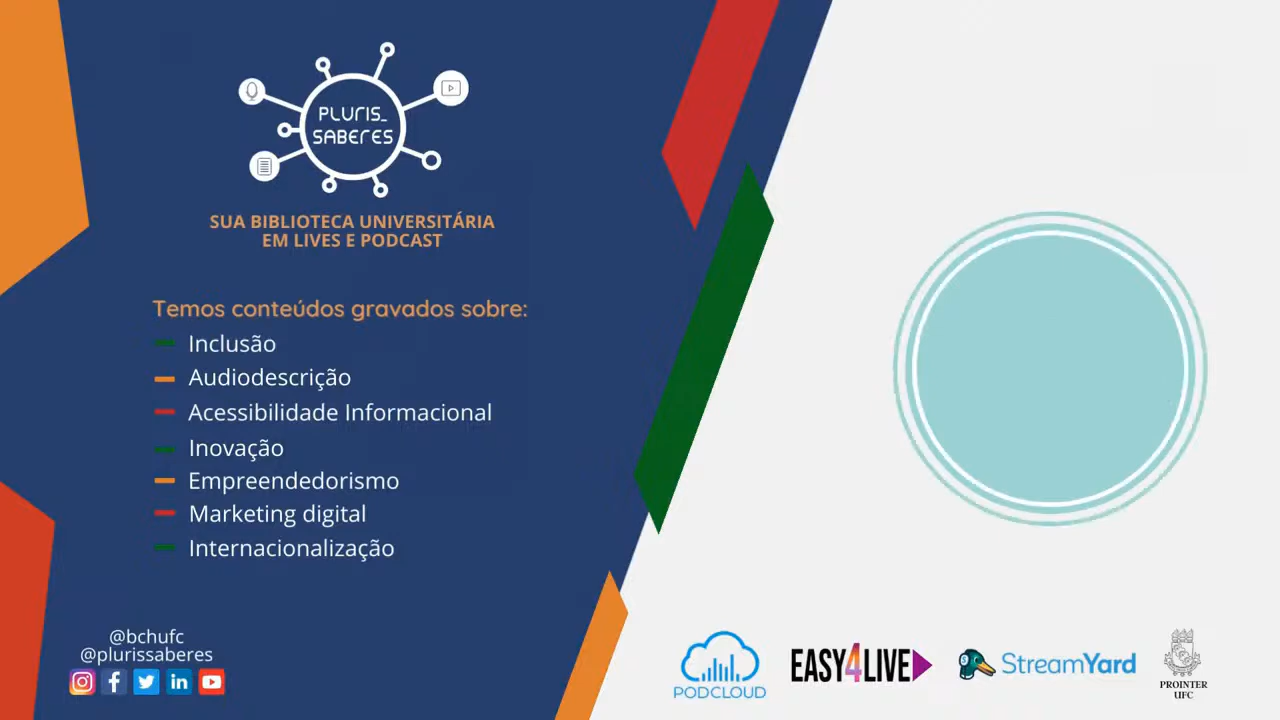 PLURIS_
SABERES
SUA BIBLIOTECA UNIVERSITÁRIA
EM LIVES E PODCAST
Temos conteúdos gravados sobre:
Inclusão
Audiodescrição
Acessibilidade Informacional
Inovação
Empreendedorismo
Marketing digital
Internacionalização
@bchufc
@plurissaberes
PODCLOUD
EASY4LIVE
StreamYard
PROINTER
UFC